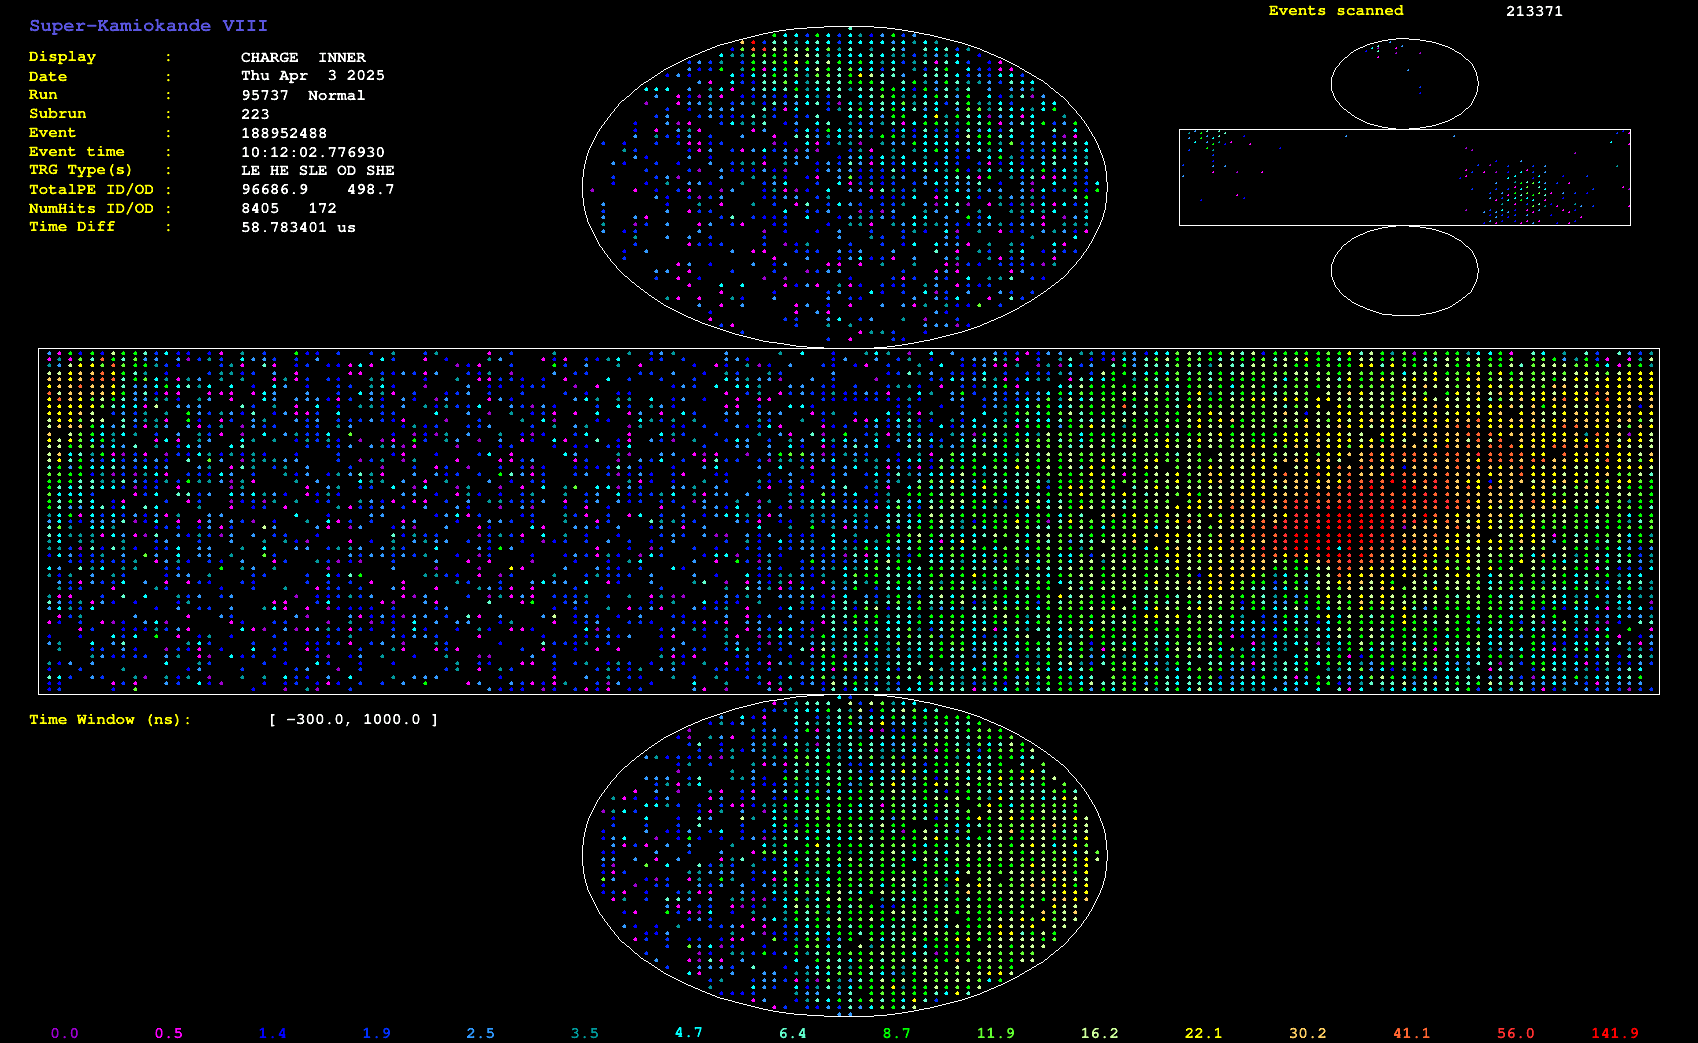 Super-Kamiokande VIII
Events scanned 213371
Display : CHARGE INNER
Date : Thu Apr 3 2025
Run : 95737 Normal
Subrun : 223
Event : 188952488
Event time : 10:12:02.776930
TRG Type(s) : LE HE SLE OD SHE
TotalPE ID/OD : 96686.9 498.7
NumHits ID/OD : 8405 172
Time Diff : 58.783401 us
Time Window (ns): [ -300.0, 1000.0 ]
0.0 0.5 1.4 1.9 2.5 3.5 4.7 6.4 8.7 11.9 16.2 22.1 30.2 41.1 56.0 141.9